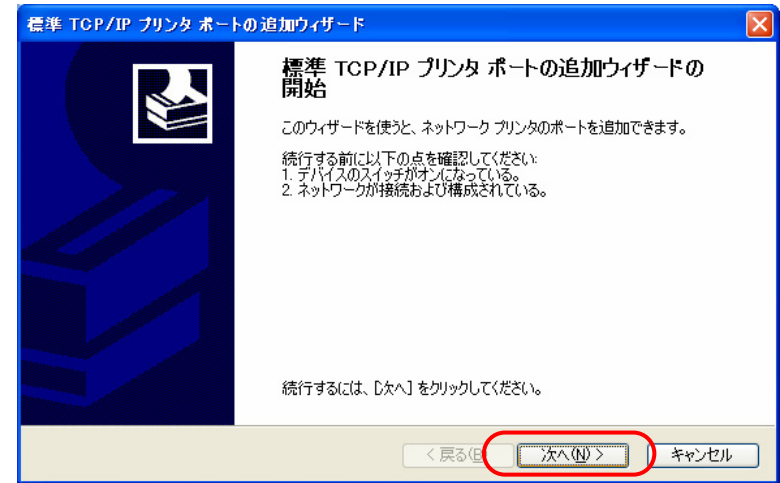 標準 TCP/IP プリンタ ポートの追加ウィザード
標準 TCP/IP プリンタ ポートの追加ウィザードの
開始
このウィザードを使うと、ネットワーク プリンタのポートを追加できます。
続行する前に以下の点を確認してください:
1. デバイスのスイッチがオンになっている。
2. ネットワークが接続および構成されている。
続行するには、[次へ] をクリックしてください。
< 戻る(B
次へ(N) >
キャンセル